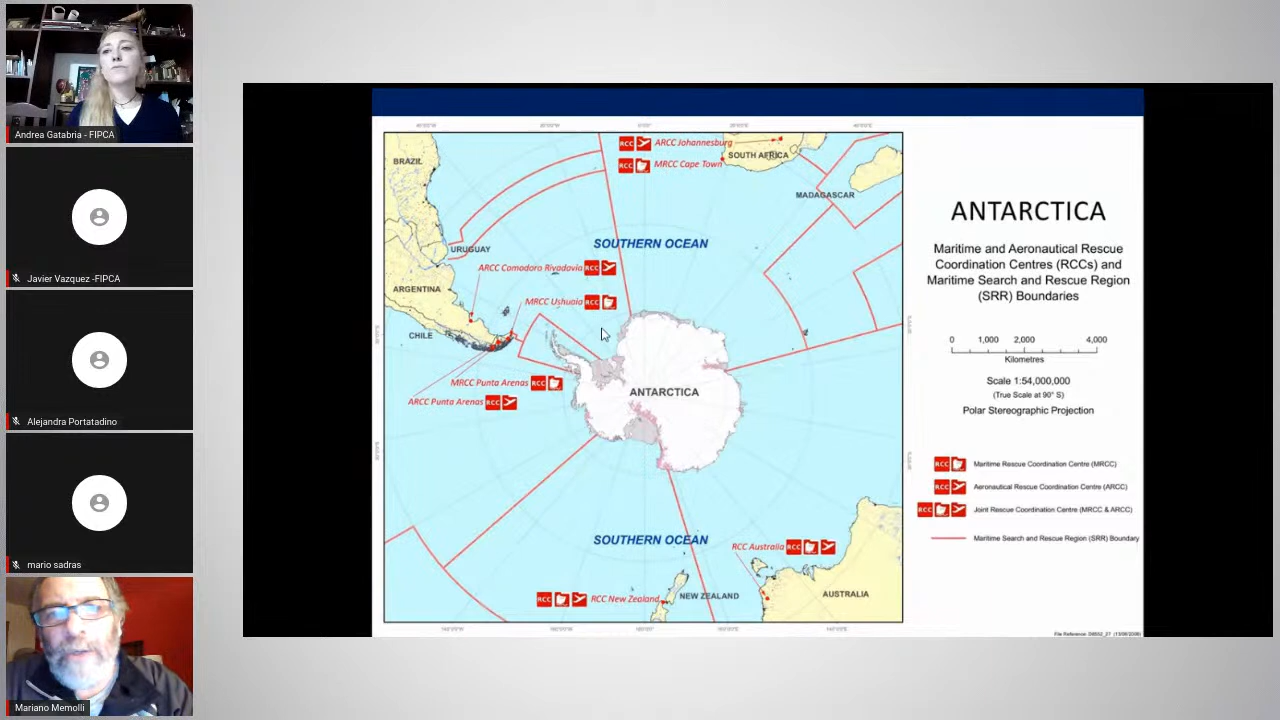 Andrea Gatabria - FIPCA
Javier Vazquez -FIPCA
Alejandra Portatadino
mario sadras
Mariano Memolli
BRAZIL
URUGUAY
ARGENTINA
CHILE
RCC
ARCC Johannesburg
RCC
MRCC Cape Town
SOUTH AFRICA
MADAGASCAR
SOUTHERN OCEAN
ARCC Comodoro Rivadavia
RCC
MRCC Ushuaia
RCC
MRCC Punta Arenas
RCC
ARCC Punta Arenas
RCC
ANTARCTICA
SOUTHERN OCEAN
RCC Australia
RCC
RCC
RCC New Zealand
NEW ZEALAND
AUSTRALIA
ANTARCTICA
Maritime and Aeronautical Rescue
Coordination Centres (RCCs) and
Maritime Search and Rescue Region
(SRR) Boundaries
0 1,000 2,000 4,000
Kilometres
Scale 1:54,000,000
(True Scale at 90° S)
Polar Stereographic Projection
RCC
Maritime Rescue Coordination Centre (MRCC)
RCC
Aeronautical Rescue Coordination Centre (ARCC)
RCC
Joint Rescue Coordination Centre (MRCC & ARCC)
Maritime Search and Rescue Region (SRR) Boundary